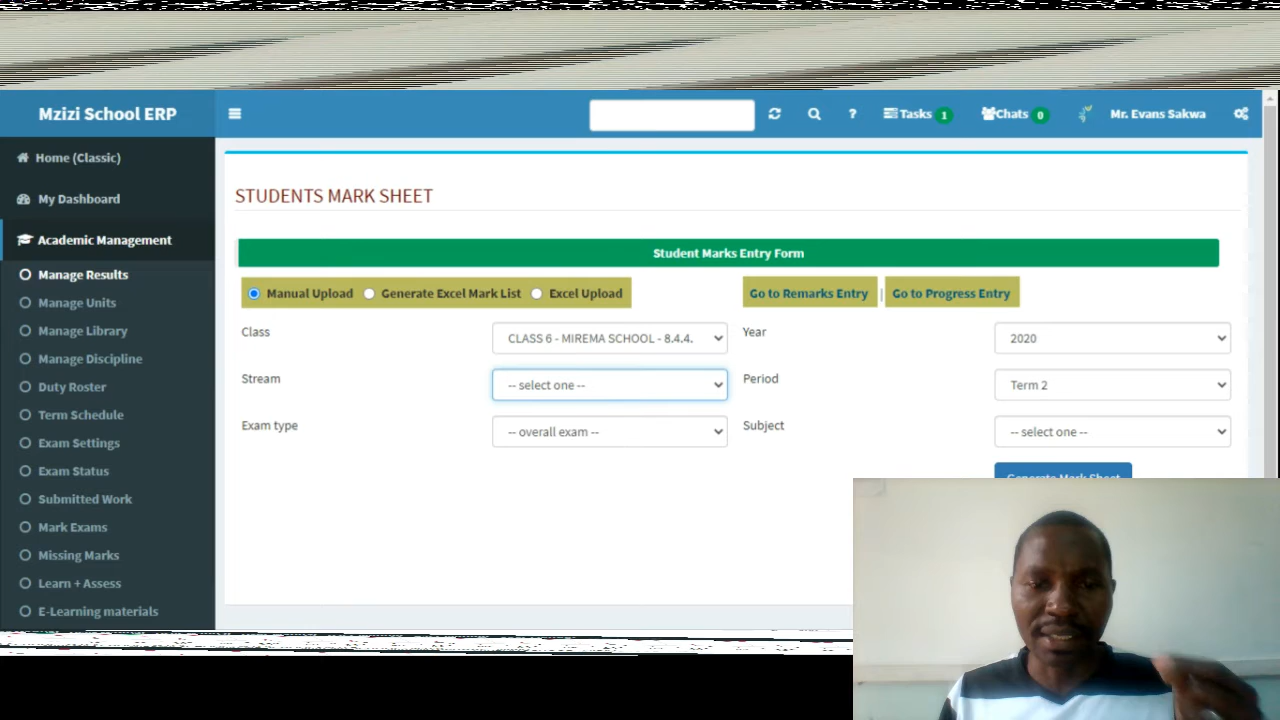 Mzizi School ERP
? Tasks 1 Chats 0 Mr. Evans Sakwa
Home (Classic)
My Dashboard
Academic Management
Manage Results
Manage Units
Manage Library
Manage Discipline
Duty Roster
Term Schedule
Exam Settings
Exam Status
Submitted Work
Mark Exams
Missing Marks
Learn + Assess
E-Learning materials
STUDENTS MARK SHEET
Student Marks Entry Form
Manual Upload Generate Excel Mark List Excel Upload Go to Remarks Entry | Go to Progress Entry
Class CLASS 6 - MIREMA SCHOOL - 8.4.4. Year 2020
Stream -- select one -- Period Term 2
Exam type -- overall exam -- Subject -- select one --
Generate Mark Sheet